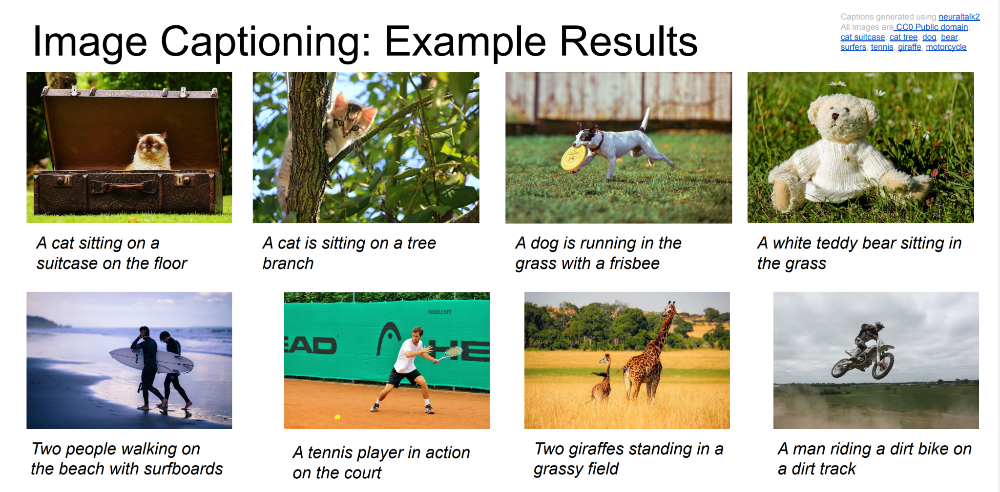 Image Captioning: Example Results
Captions generated using neuraltalk2
All images are CC0 Public domain:
cat suitcase, cat tree, dog, bear,
surfers, tennis, giraffe, motorcycle
A cat sitting on a
suitcase on the floor
A cat is sitting on a tree
branch
A dog is running in the
grass with a frisbee
A white teddy bear sitting in
the grass
head.com
EAD
HE
Two people walking on
the beach with surfboards
A tennis player in action
on the court
Two giraffes standing in a
grassy field
A man riding a dirt bike on
a dirt track